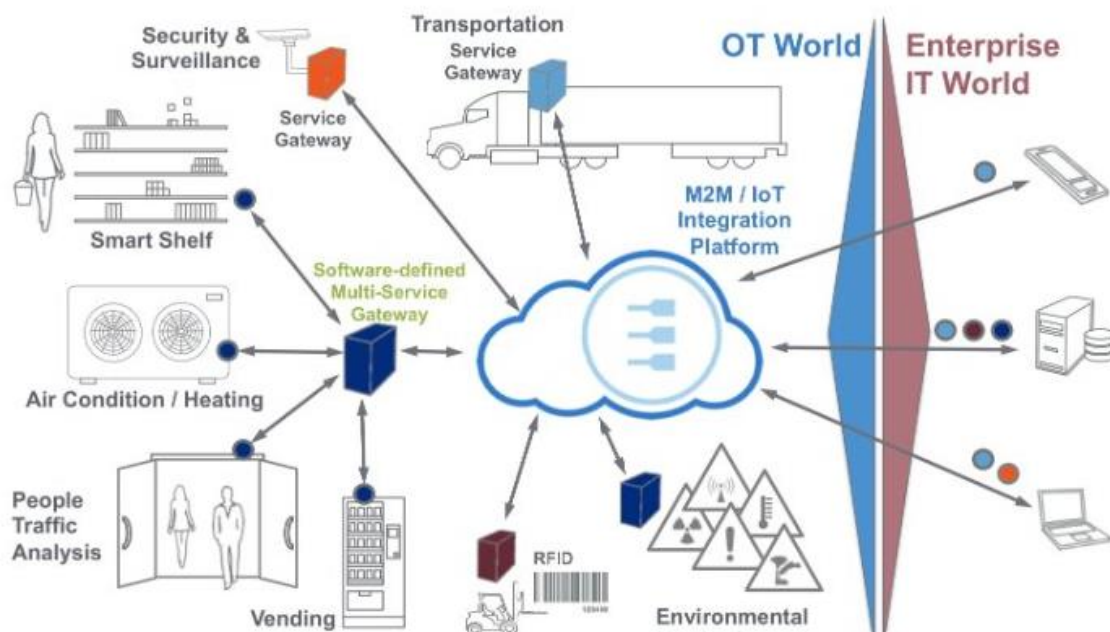 Security &
Surveillance
Service
Gateway
Transportation
Service
Gateway
OT World
Enterprise
IT World
M2M / IoT
Integration
Platform
Smart Shelf
Software-defined
Multi-Service
Gateway
Air Condition / Heating
People
Traffic
Analysis
Vending
RFID
Environmental